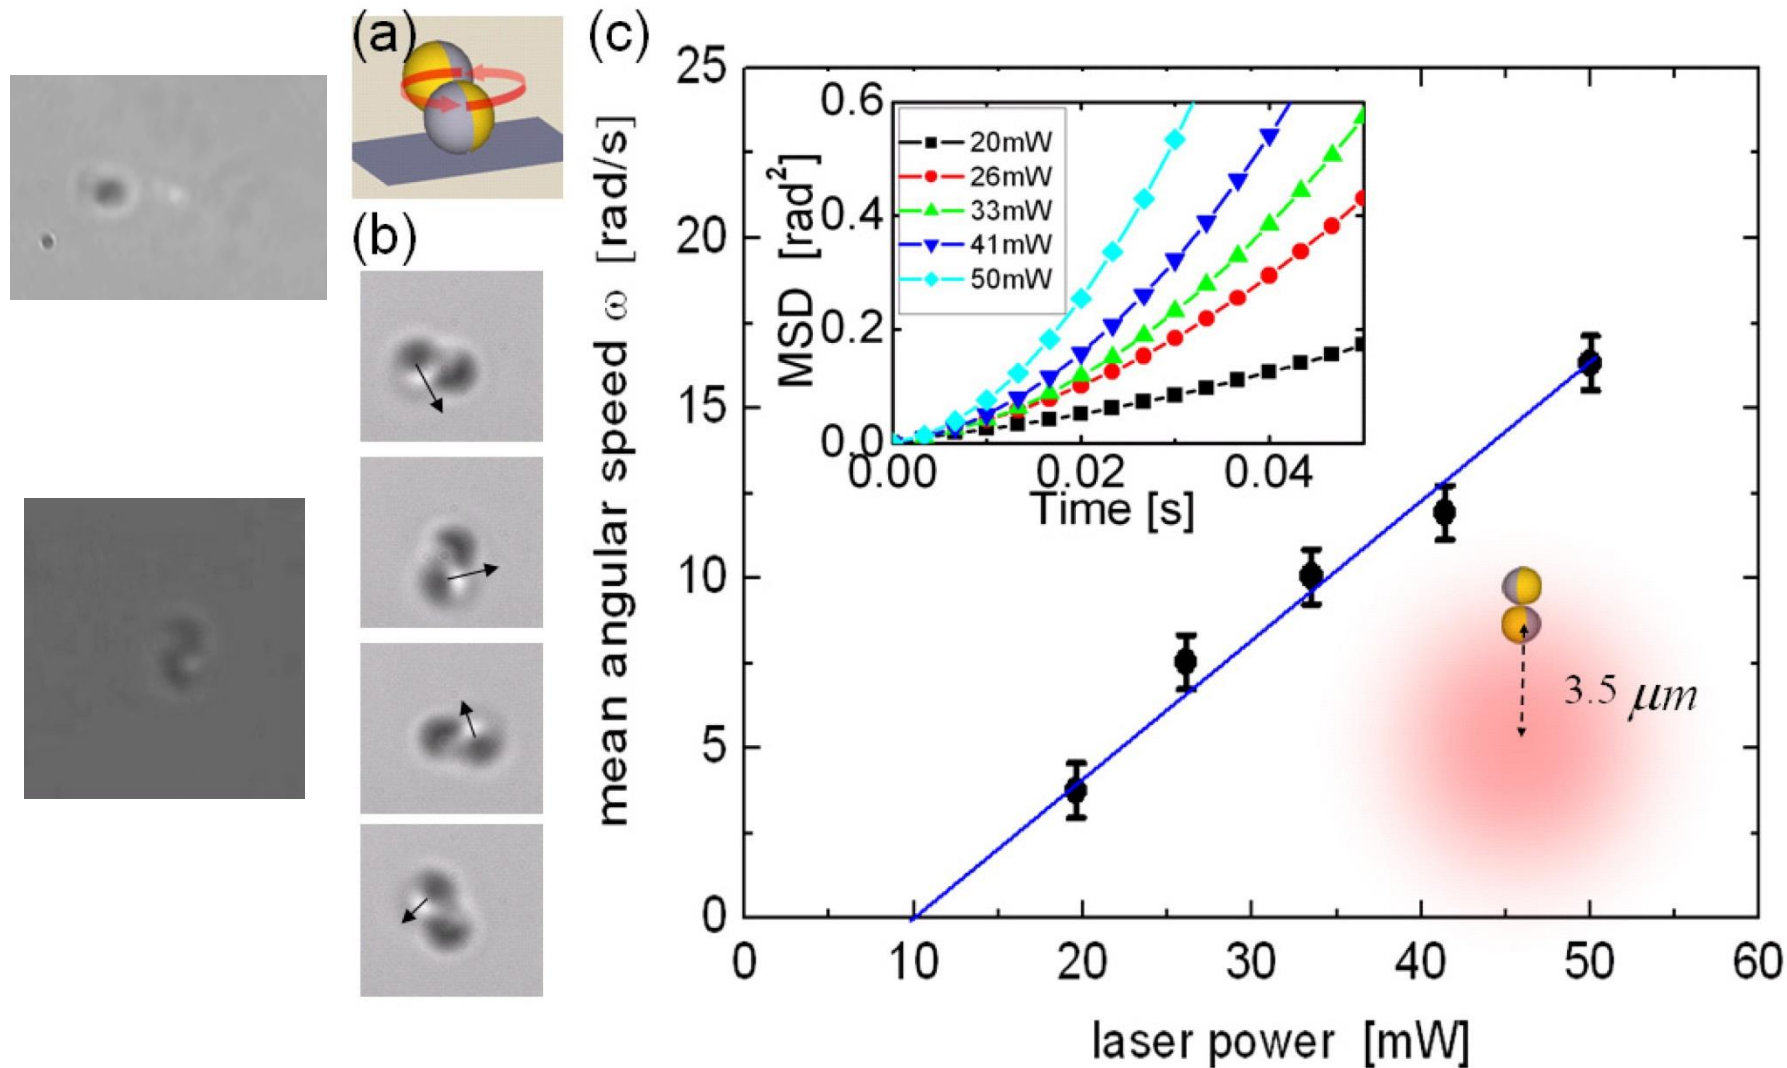 (a)
(b)
(c)
mean angular speed ω [rad/s]
25
20
15
10
5
0
0 10 20 30 40 50 60
laser power [mW]
MSD [rad²]
0.6
0.4
0.2
0.0
0.00 0.02 0.04
Time [s]
20mW
26mW
33mW
41mW
50mW
3.5 μm